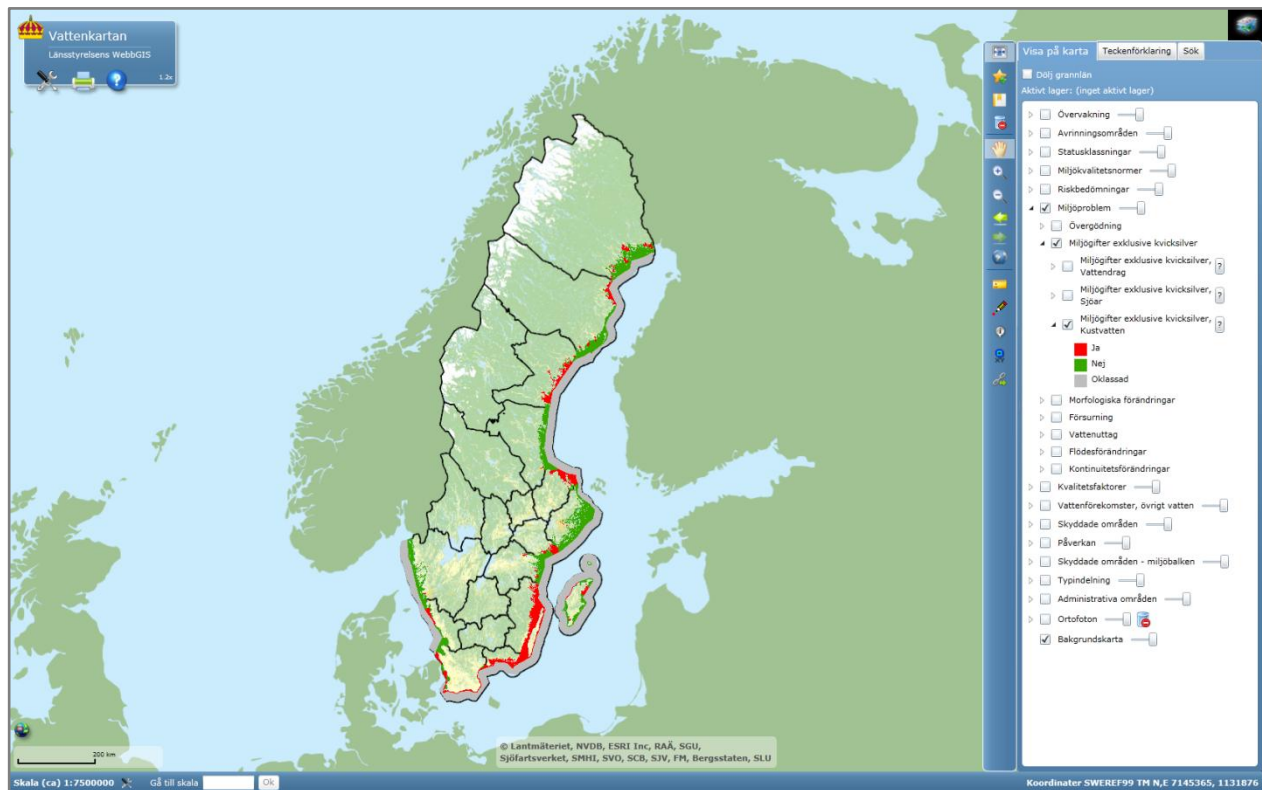 Vattenkartan
Länsstyrelsens WebbGIS
1.2x
Visa på karta
Teckenförklaring
Sök
Dölj grannlän
Aktivt lager: (inget aktivt lager)
Övervakning
Avrinningsområden
Statusklassningar
Miljökvalitetsnormer
Riskbedömningar
Miljöproblem
Övergödning
Miljögifter exklusive kvicksilver
Miljögifter exklusive kvicksilver,
Vattendrag
?
Miljögifter exklusive kvicksilver,
Sjöar
?
Miljögifter exklusive kvicksilver,
Kustvatten
?
Ja
Nej
Oklassad
Morfologiska förändringar
Försurning
Vattenuttag
Flödesförändringar
Kontinuitetsförändringar
Kvalitetsfaktorer
Vattenförekomster, övrigt vatten
Skyddade områden
Påverkan
Skyddade områden - miljöbalken
Typindelning
Administrativa områden
Ortofoton
Bakgrundskarta
200 km
© Lantmäteriet, NVDB, ESRI Inc, RAÄ, SGU,
Sjöfartsverket, SMHI, SVO, SCB, SJV, FM, Bergsstaten, SLU
Skala (ca) 1:7500000
Gå till skala
Ok
Koordinater SWEREF99 TM N,E 7145365, 1131876